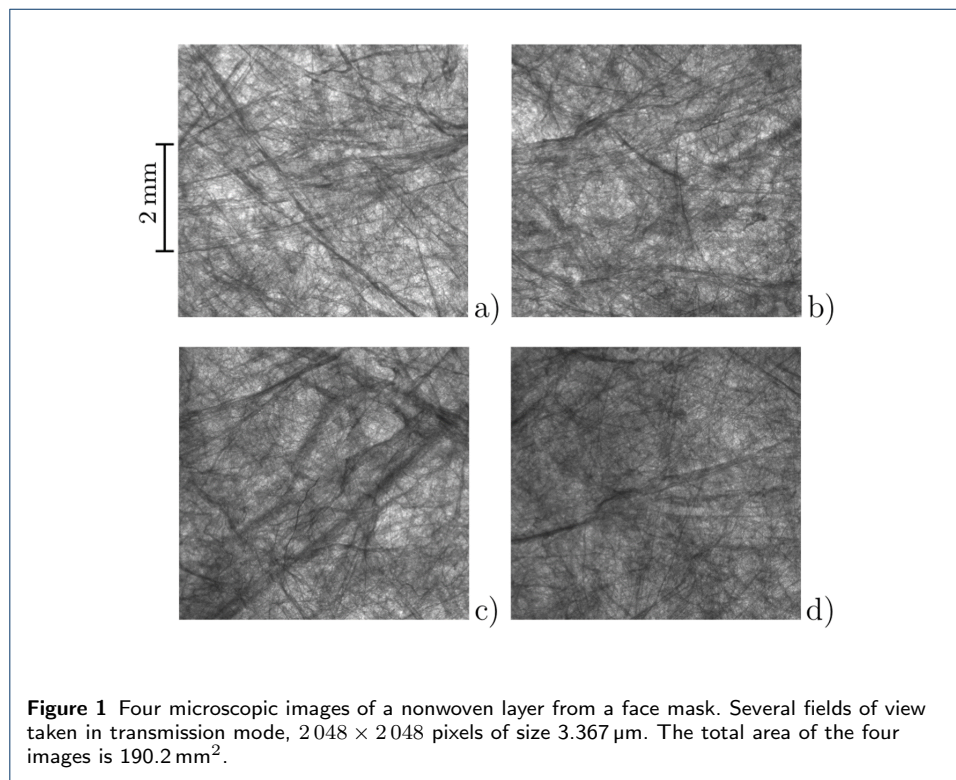 2 mm
a)
b)
c)
d)
Figure 1 Four microscopic images of a nonwoven layer from a face mask. Several fields of view
taken in transmission mode, 2 048 × 2 048 pixels of size 3.367 µm. The total area of the four
images is 190.2 mm².